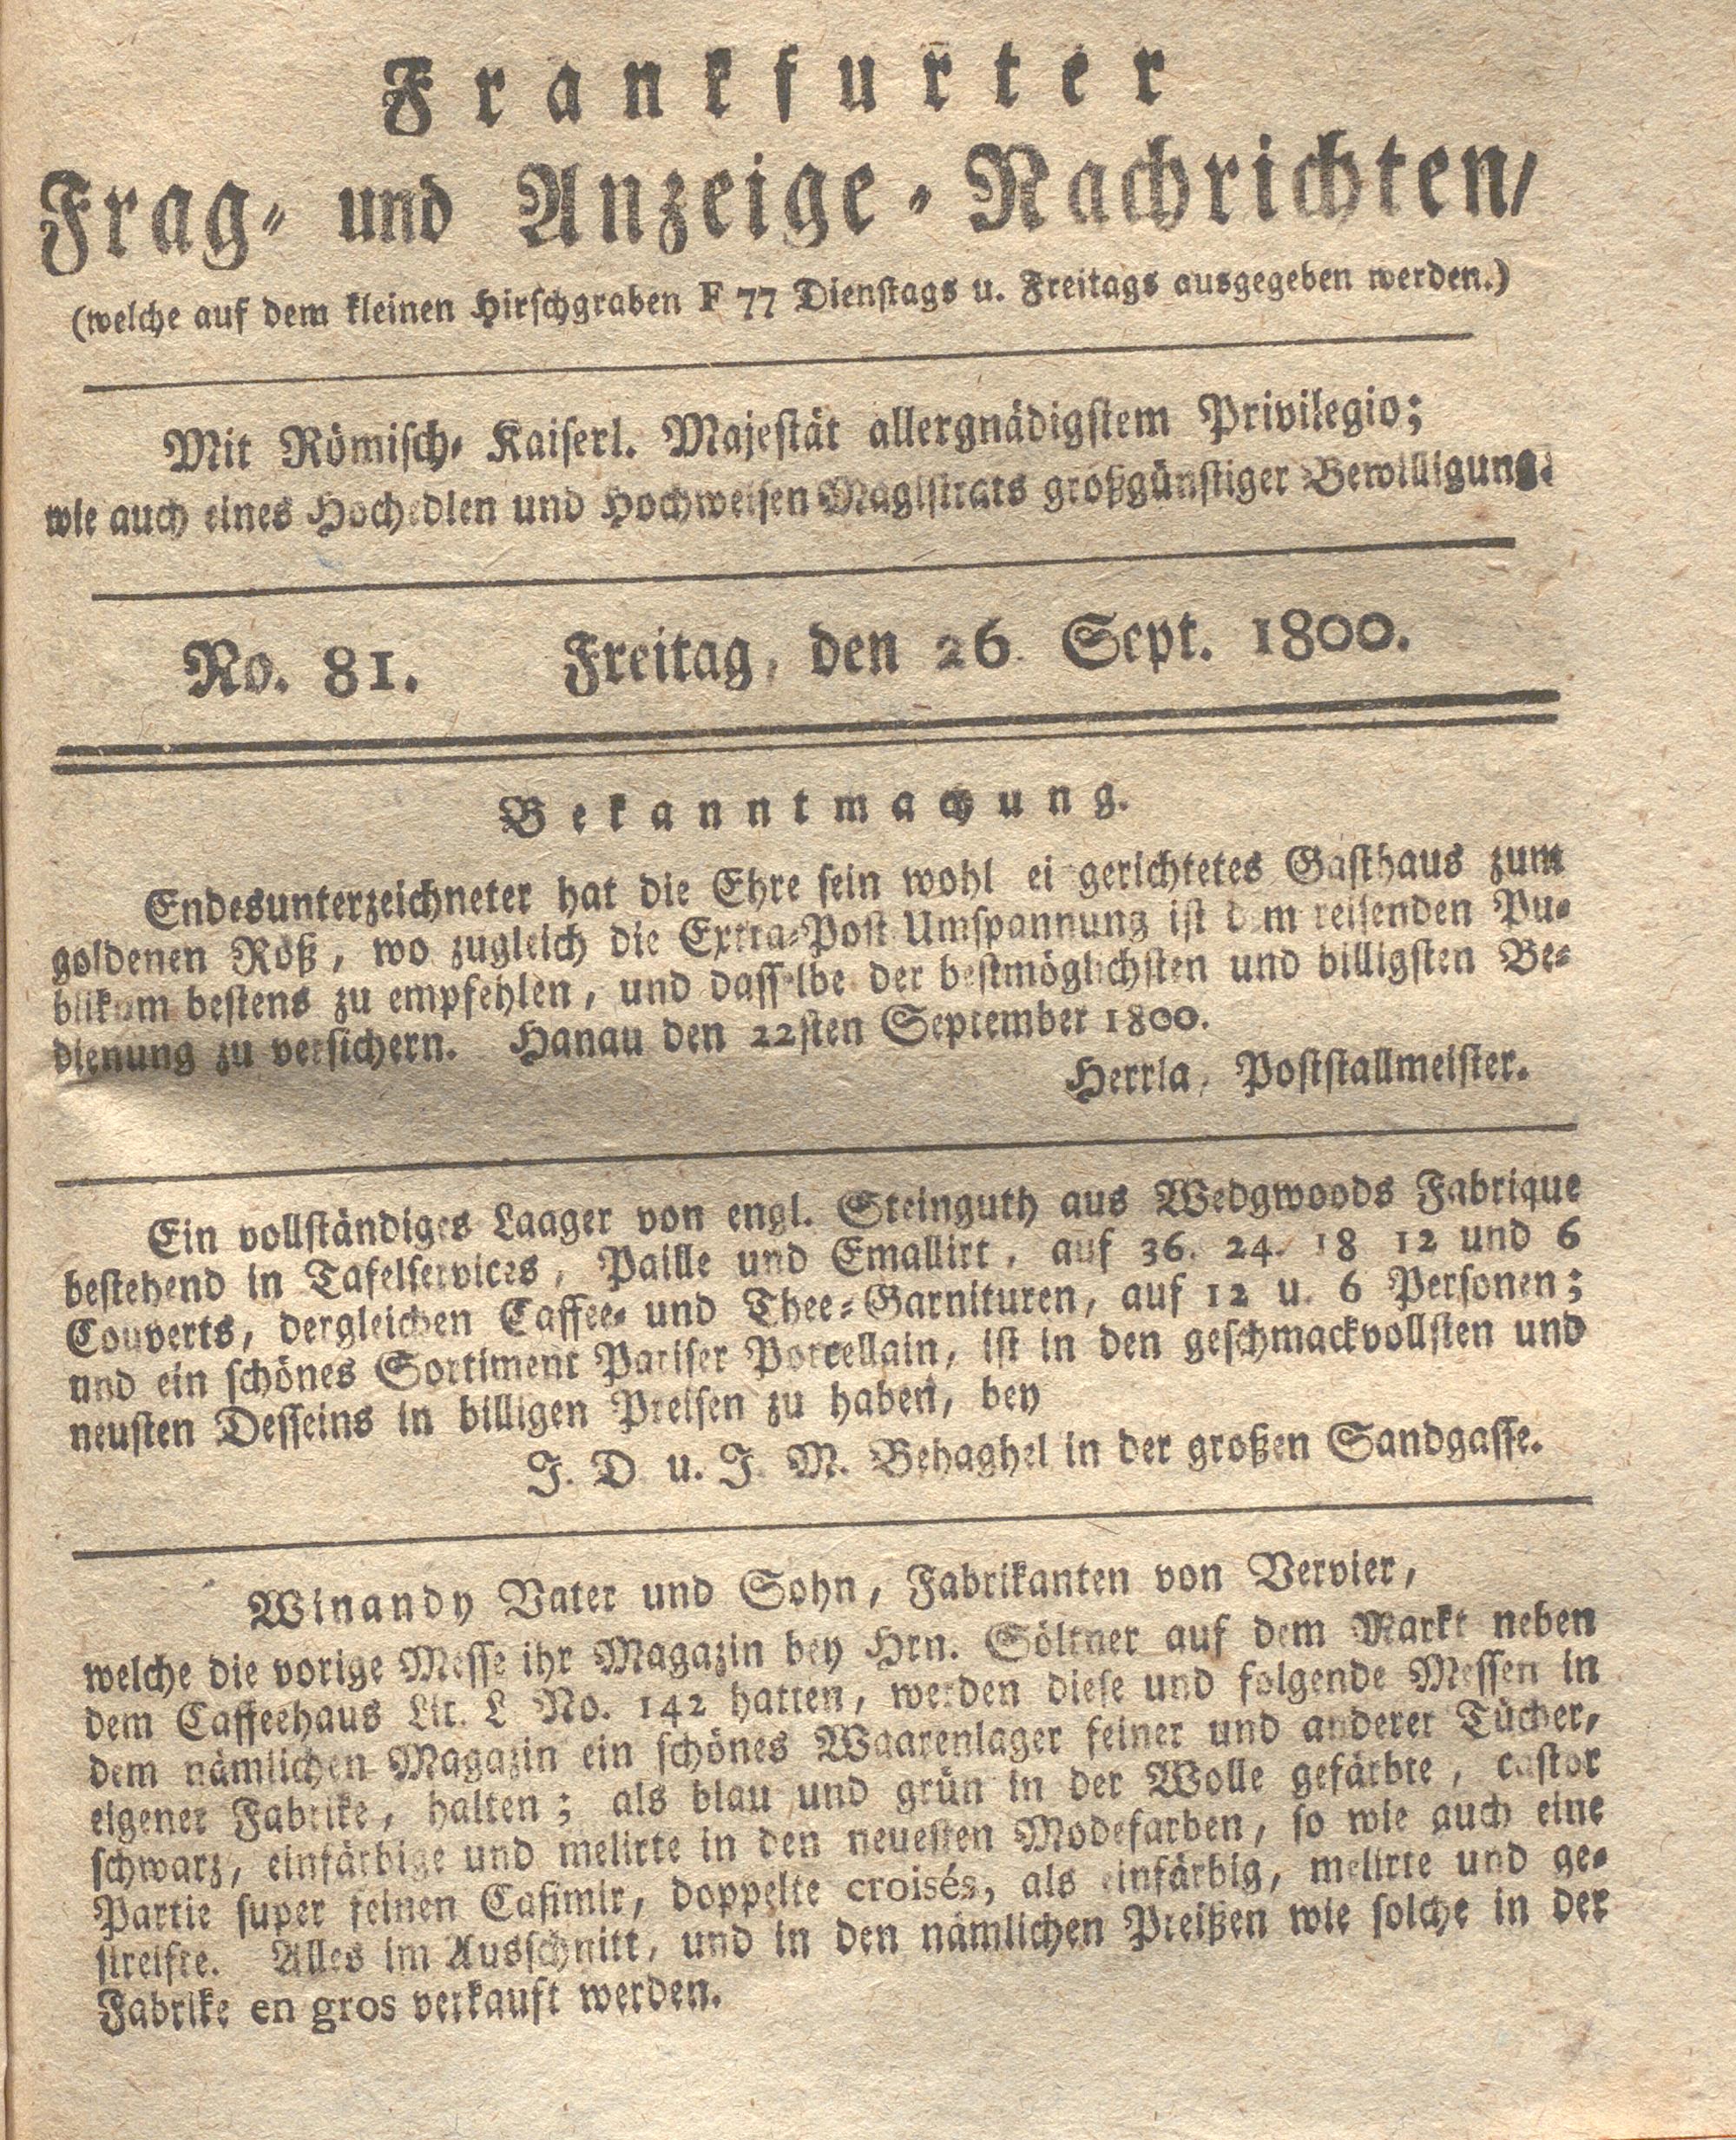 Frankfurter
Frag- und Anzeige-Nachrichten/
(welche auf dem kleinen Hirschgraben F 77 Dienstags u. Freitags ausgegeben werden.)
Mit Römisch- Kaiserl. Majestät allergnädigstem Privilegio;
wie auch eines Hochedlen und Hochweisen Magistrats großgünstiger Bewilligung.
No. 81. Freitag, den 26. Sept. 1800.
Bekanntmachung.
Endesunterzeichneter hat die Ehre sein wohl ei gerichtetes Gasthaus zum
goldenen Roß, wo zugleich die Extra-Post Umspannung ist dem reisenden Pu-
blikum bestens zu empfehlen, und dasselbe der bestmöglichsten und billigsten Be-
dienung zu versichern. Hanau den 22sten September 1800.
Herrla, Poststallmeister.
Ein vollständiges Laager von engl. Steinguth aus Wedgwoods Fabrique
bestehend in Tafelservices, Paille und Emallirt, auf 36. 24. 18 12 und 6
Couverts, dergleichen Caffee- und Thee-Garnituren, auf 12 u. 6 Personen;
und ein schönes Sortiment Pariser Porcellain, ist in den geschmackvollsten und
neusten Desseins in billigen Preisen zu haben, bey
J. D. u. J. M. Behaghel in der großen Sandgasse.
Winandy Vater und Sohn, Fabrikanten von Vervier,
welche die vorige Messe ihr Magazin bey Hrn. Söltner auf dem Markt neben
dem Caffeehaus Lit. L No. 142 hatten, werden diese und folgende Messen in
dem nämlichen Magazin ein schönes Waarenlager feiner und anderer Tücher,
eigener Fabrike, halten; als blau und grün in der Wolle gefärbte, castor
schwarz, einfärbige und melirte in den neuesten Modefarben, so wie auch eine
Partie super feinen Casimir, doppelte croisés, als einfärbig, melirte und ge-
streifte. Alles im Ausschnitt, und in den nämlichen Preißen wie solche in der
Fabrike en gros verkauft werden.